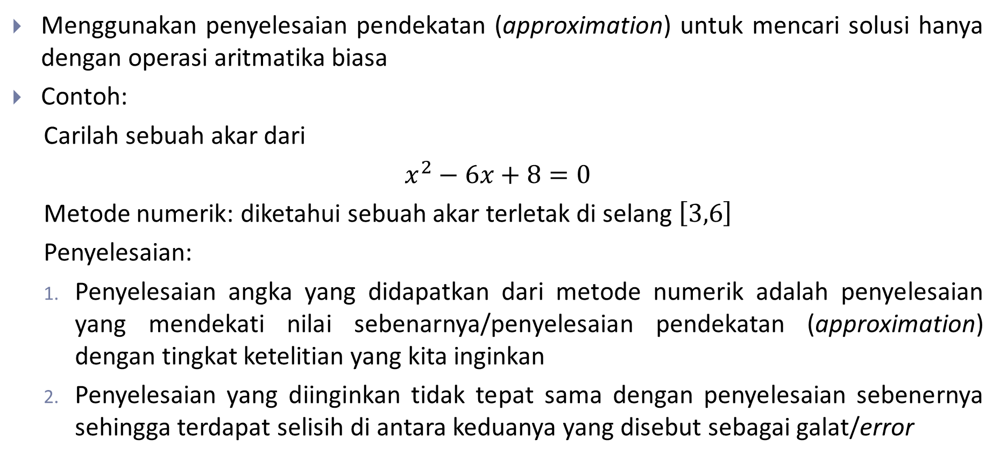 Menggunakan penyelesaian pendekatan (approximation) untuk mencari solusi hanya
dengan operasi aritmatika biasa
Contoh:
Carilah sebuah akar dari
x² − 6x + 8 = 0
Metode numerik: diketahui sebuah akar terletak di selang [3,6]
Penyelesaian:
1. Penyelesaian angka yang didapatkan dari metode numerik adalah penyelesaian
yang mendekati nilai sebenarnya/penyelesaian pendekatan (approximation)
dengan tingkat ketelitian yang kita inginkan
2. Penyelesaian yang diinginkan tidak tepat sama dengan penyelesaian sebenernya
sehingga terdapat selisih di antara keduanya yang disebut sebagai galat/error